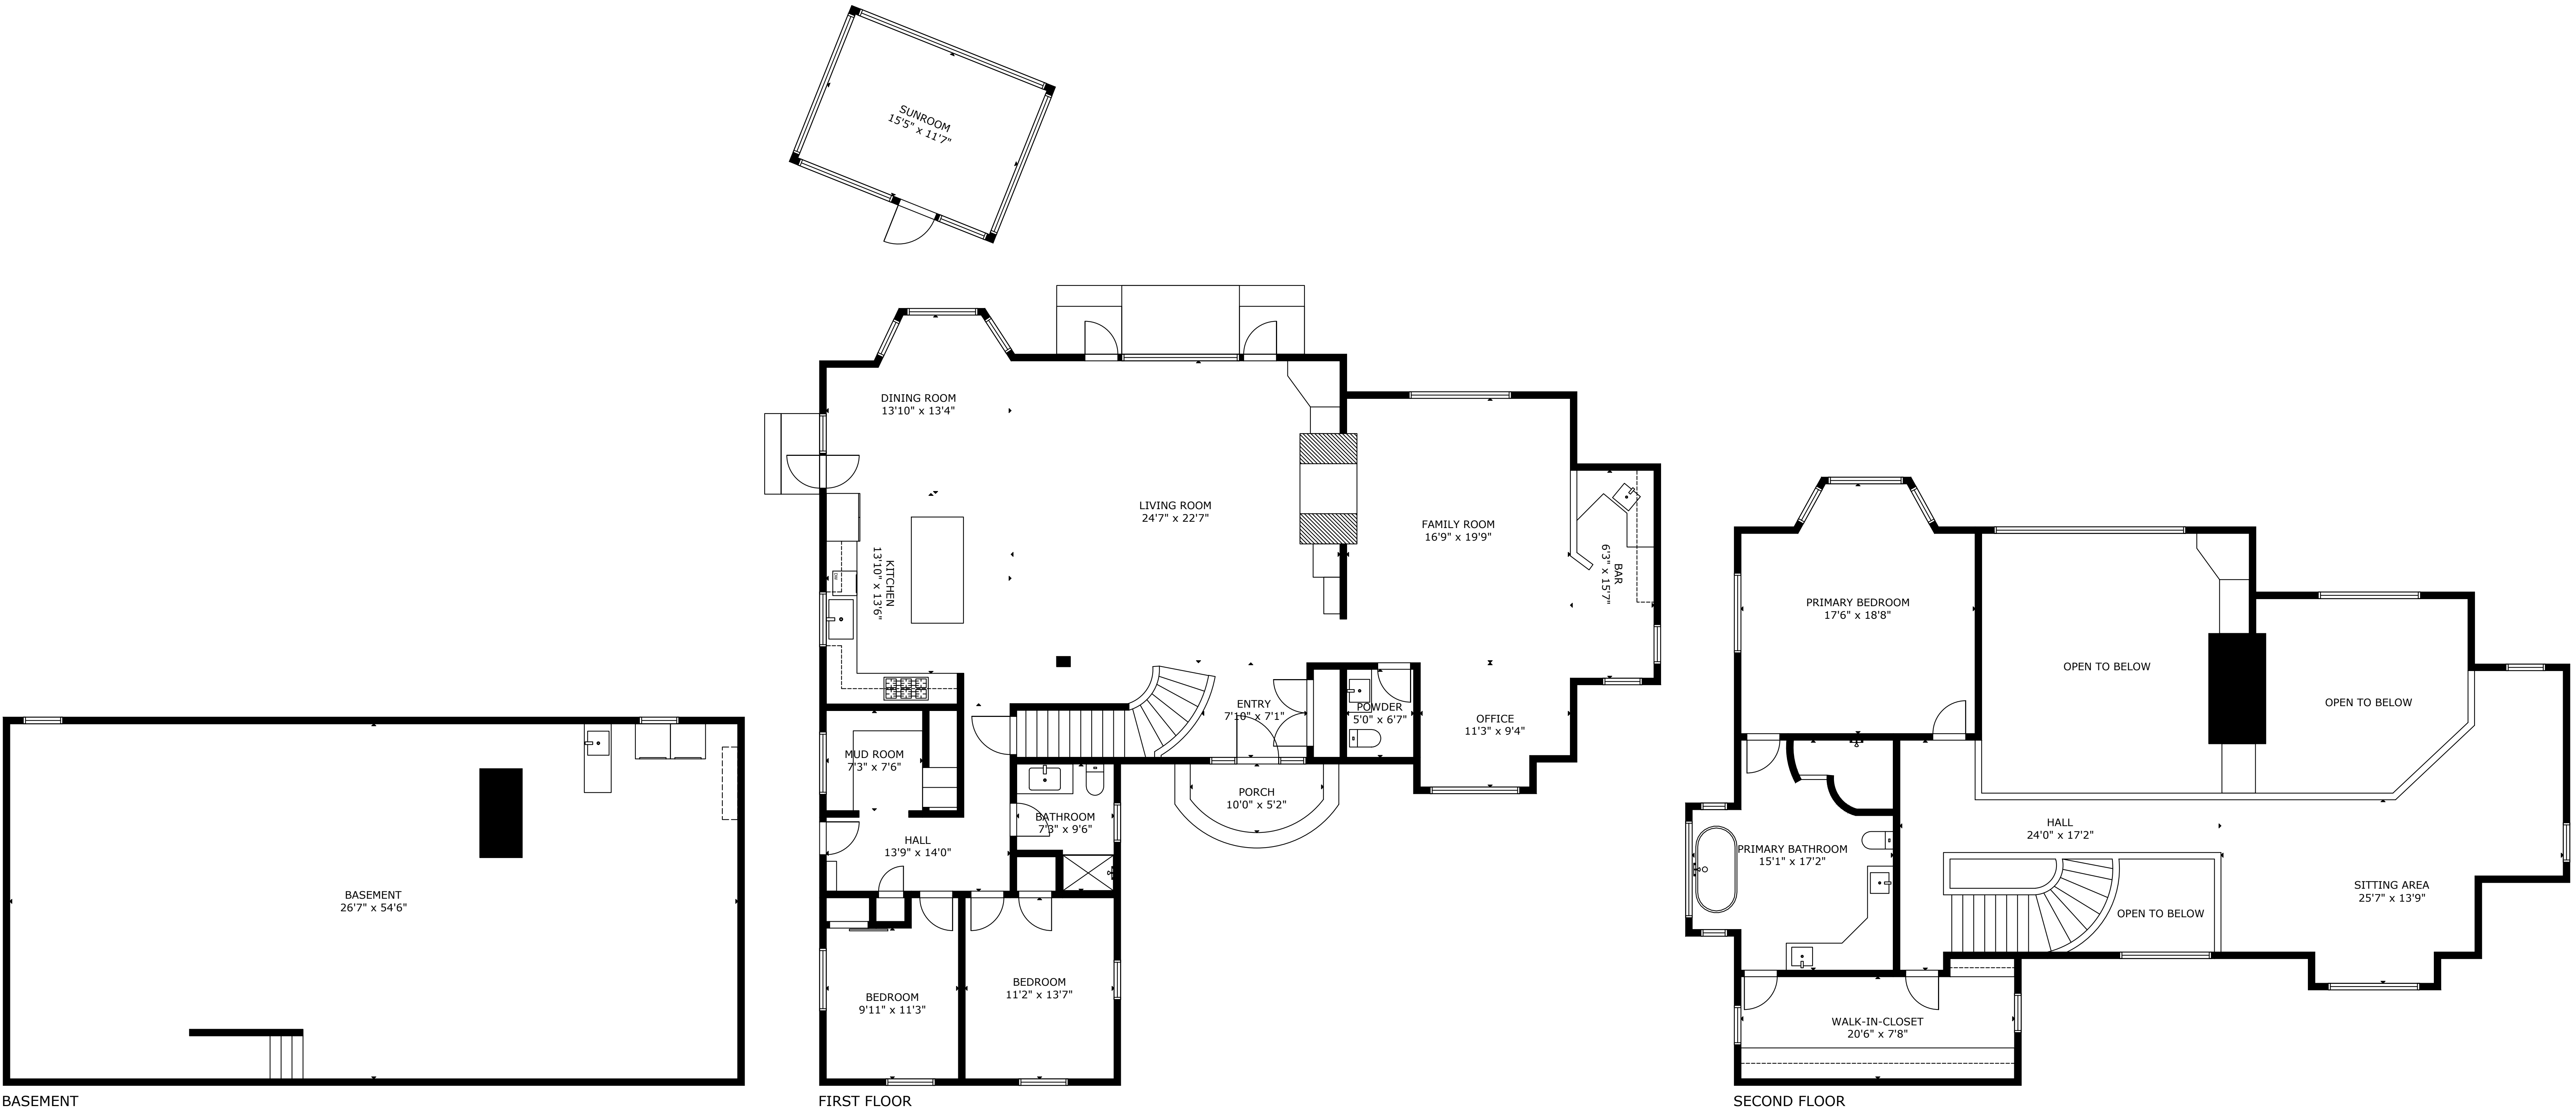 SUNROOM
15'5" x 11'7"
DINING ROOM
13'10" x 13'4"
LIVING ROOM
24'7" x 22'7"
FAMILY ROOM
16'9" x 19'9"
KITCHEN
13'10" x 13'6"
BAR
6'3" x 15'7"
ENTRY
7'10" x 7'1"
POWDER
5'0" x 6'7"
OFFICE
11'3" x 9'4"
MUD ROOM
7'3" x 7'6"
PORCH
10'0" x 5'2"
BATHROOM
7'3" x 9'6"
HALL
13'9" x 14'0"
BEDROOM
9'11" x 11'3"
BEDROOM
11'2" x 13'7"
BASEMENT
26'7" x 54'6"
PRIMARY BEDROOM
17'6" x 18'8"
OPEN TO BELOW
OPEN TO BELOW
HALL
24'0" x 17'2"
PRIMARY BATHROOM
15'1" x 17'2"
SITTING AREA
25'7" x 13'9"
OPEN TO BELOW
WALK-IN-CLOSET
20'6" x 7'8"
BASEMENT
FIRST FLOOR
SECOND FLOOR